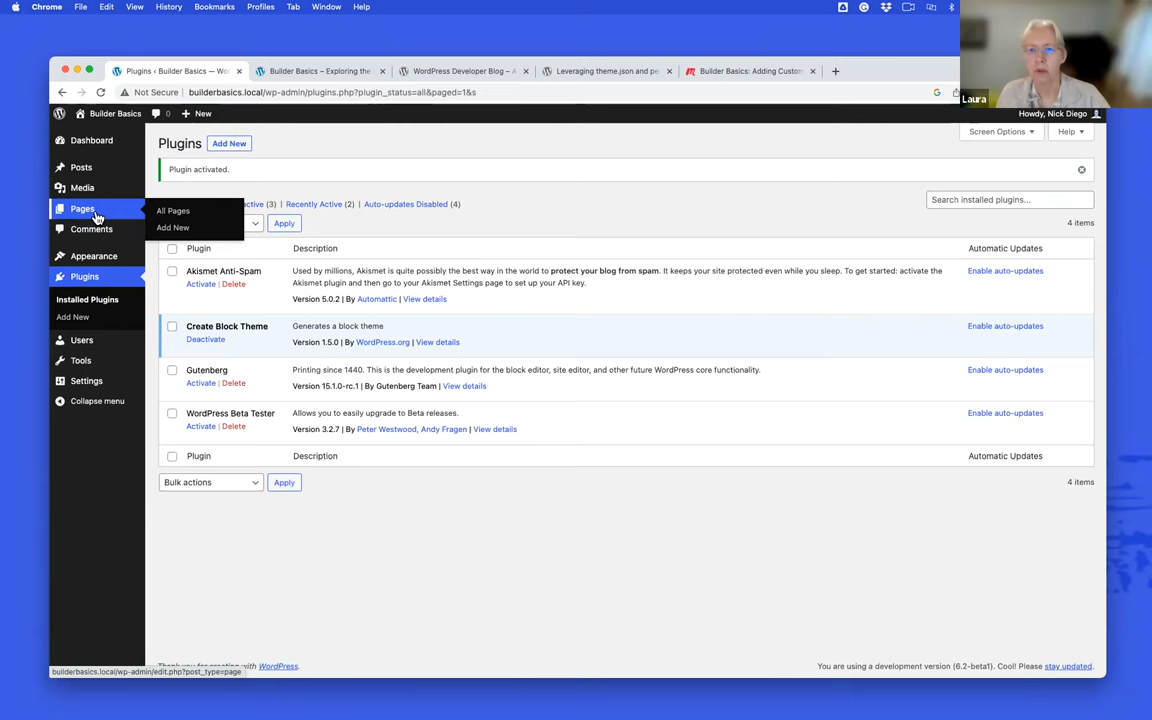 Chrome File Edit View History Bookmarks Profiles Tab Window Help
Plugins ‹ Builder Basics — Wor
Builder Basics – Exploring the
WordPress Developer Blog – A
Leveraging theme.json and pe
Builder Basics: Adding Custom
Not Secure builderbasics.local/wp-admin/plugins.php?plugin_status=all&paged=1&s
Laura
Builder Basics 0 New
Howdy, Nick Diego
Dashboard
Posts
Media
Pages
Comments
Appearance
Plugins
Installed Plugins
Add New
Users
Tools
Settings
Collapse menu
All Pages
Add New
Plugins Add New
Screen Options Help
Plugin activated.
(3) | Recently Active (2) | Auto-updates Disabled (4)
Search installed plugins...
Apply
4 items
Plugin Description Automatic Updates
Akismet Anti-Spam
Activate | Delete
Used by millions, Akismet is quite possibly the best way in the world to protect your blog from spam. It keeps your site protected even while you sleep. To get started: activate the
Akismet plugin and then go to your Akismet Settings page to set up your API key.
Version 5.0.2 | By Automattic | View details
Enable auto-updates
Create Block Theme
Deactivate
Generates a block theme
Version 1.5.0 | By WordPress.org | View details
Enable auto-updates
Gutenberg
Activate | Delete
Printing since 1440. This is the development plugin for the block editor, site editor, and other future WordPress core functionality.
Version 15.1.0-rc.1 | By Gutenberg Team | View details
Enable auto-updates
WordPress Beta Tester
Activate | Delete
Allows you to easily upgrade to Beta releases.
Version 3.2.7 | By Peter Westwood, Andy Fragen | View details
Enable auto-updates
Plugin Description Automatic Updates
Bulk actions Apply
4 items
with WordPress.
You are using a development version (6.2-beta1). Cool! Please stay updated.
builderbasics.local/wp-admin/edit.php?post_type=page